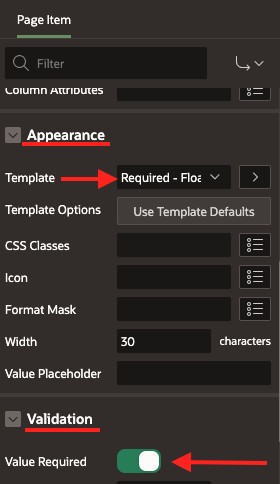 Page Item
Filter
Column Attributes
Appearance
Template Required - Floa
Template Options Use Template Defaults
CSS Classes
Icon
Format Mask
Width 30 characters
Value Placeholder
Validation
Value Required